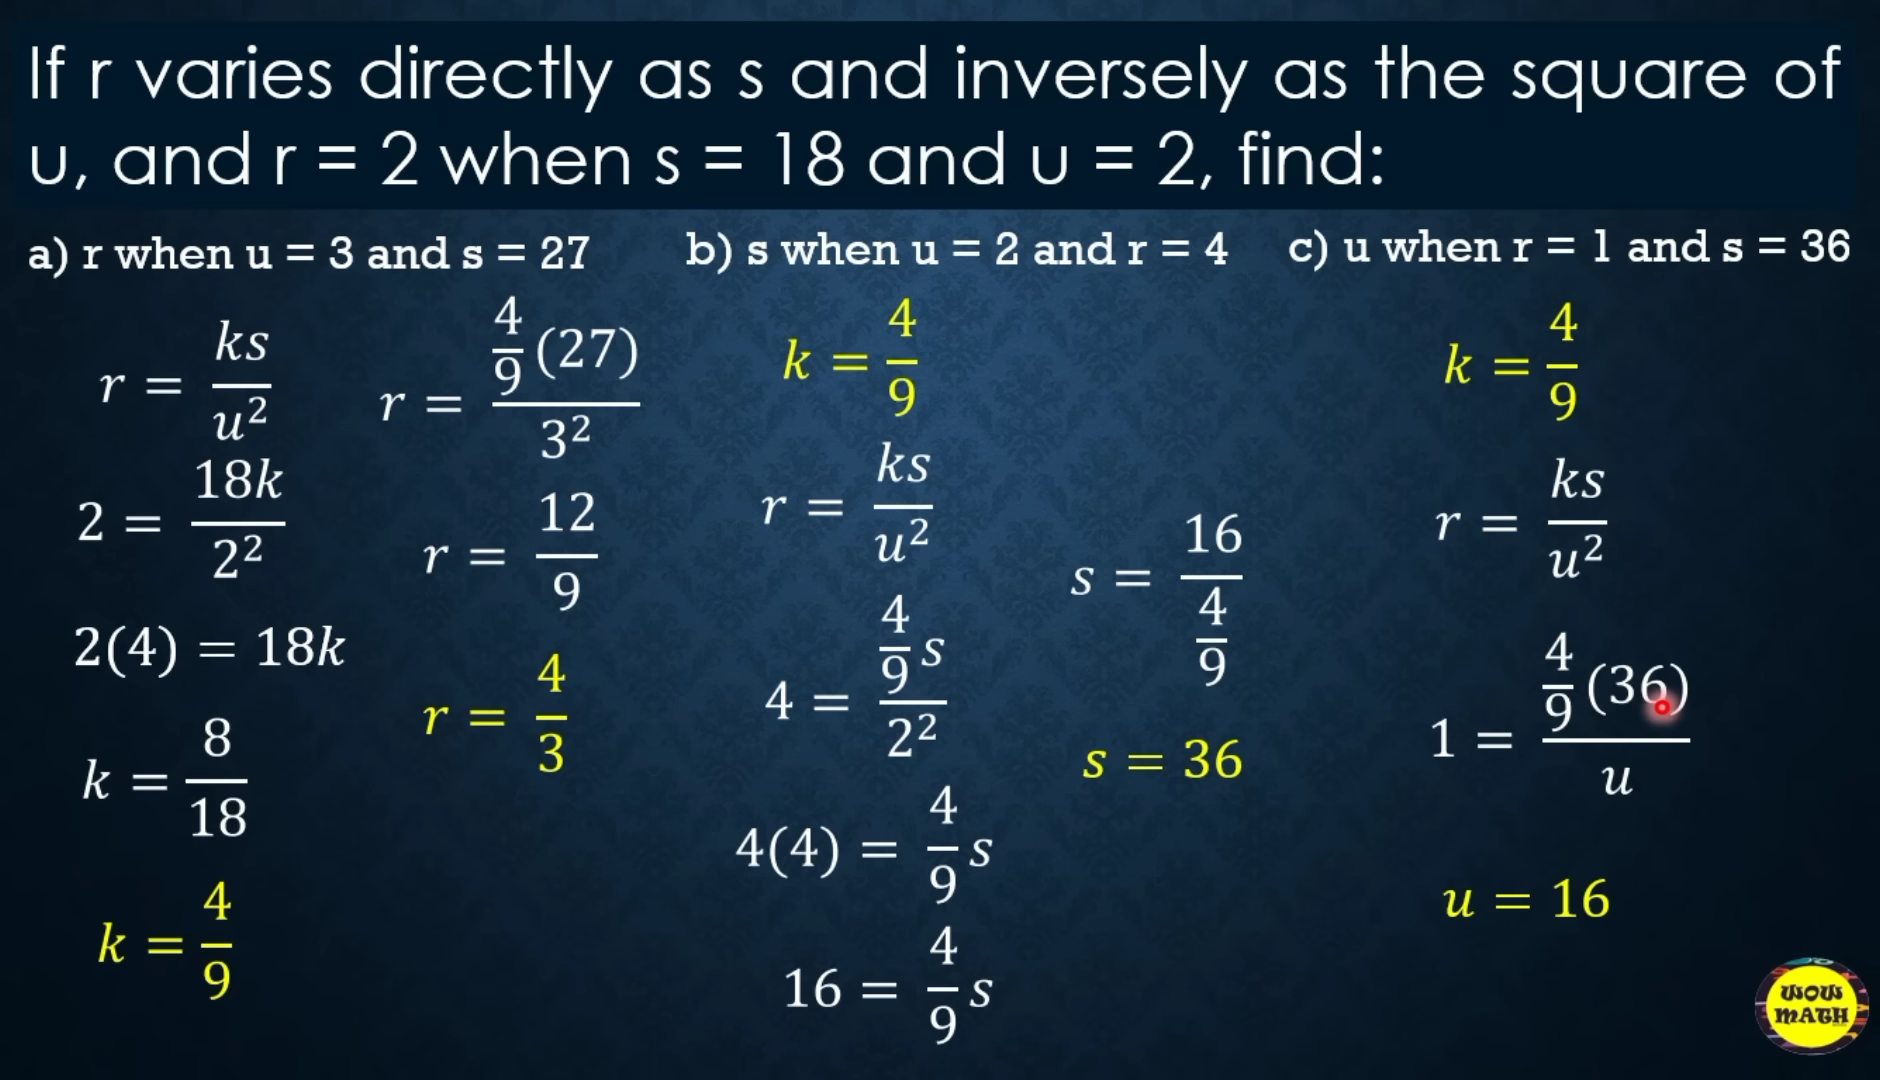 If r varies directly as s and inversely as the square of
u, and r = 2 when s = 18 and u = 2, find:
a) r when u = 3 and s = 27
r = ks/u²
2 = 18k/2²
2(4) = 18k
k = 8/18
k = 4/9
r = 4/9(27)/3²
r = 12/9
r = 4/3
b) s when u = 2 and r = 4
k = 4/9
r = ks/u²
4 = 4/9 s/2²
4(4) = 4/9 s
16 = 4/9 s
s = 16/4/9
s = 36
c) u when r = 1 and s = 36
k = 4/9
r = ks/u²
1 = 4/9(36)/u
u = 16
WOW
MATH